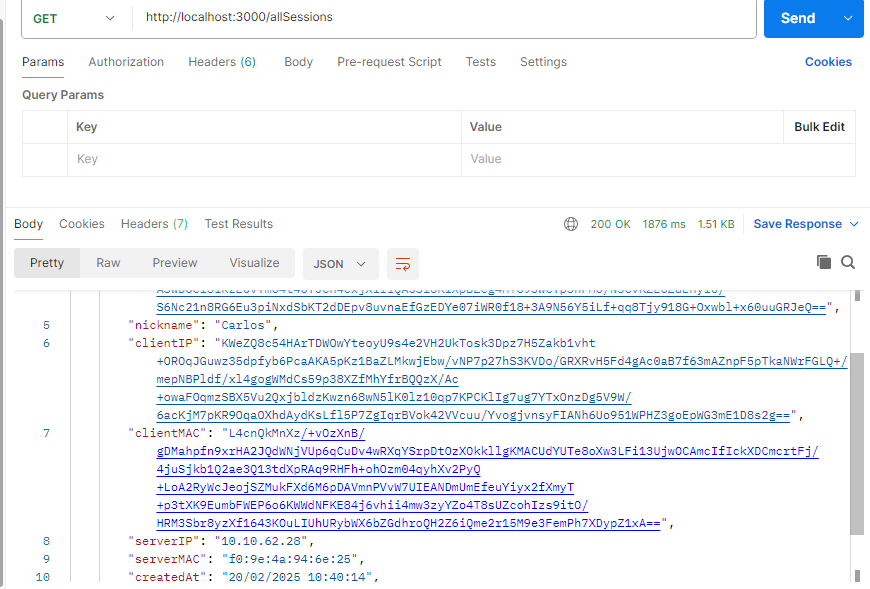 GET
http://localhost:3000/allSessions
Send
Params Authorization Headers (6) Body Pre-request Script Tests Settings Cookies
Query Params
Key Value Bulk Edit
Key Value
Body Cookies Headers (7) Test Results 200 OK 1876 ms 1.51 KB Save Response
Pretty Raw Preview Visualize JSON
S6Nc21n8RG6Eu3piNxdSbKT2dDEpv8uvnaEfGzEDYe07iWR0f18+3A9N56Y5iLf+qq8Tjy918G+Oxwbl+x60uuGRJeQ==",
5 "nickname": "Carlos",
6 "clientIP": "KWeZQ8c54HArTDWOwYteoyU9s4e2VH2UkTosk3Dpz7H5Zakb1vht
+OROqJGuwz35dpfyb6PcaAKA5pKz1BaZLMkwjEbw/vNP7p27hS3KVDo/GRXRvH5Fd4gAc0aB7f63mAZnpF5pTkaNWrFGLQ+/
mepNBPldf/xl4gogWMdCs59p38XZfMhYfrBQQzX/Ac
+owaFOqmzSBX5Vu2QxjbldzKwzn68wN5lK0lz10qp7KPCKlIg7ug7YTxOnzDg5V9W/
6acKjM7pKR9OqaOXhdAydKsLfl5P7ZgIqrBVok42VVcuu/YvogjvnsyFIANh6Uo951WPHZ3goEpWG3mE1D8s2g==",
7 "clientMAC": "L4cnQkMnXz/+vOzXnB/
gDMahpfn9xrHA2JQdWNjVUp6qCuDv4wRXqYSrpDtOzXOkkllgKMACUdYUTe8oXw3LFi13UjwOCAmcIfIckXDCmcrtFj/
4juSjkb1Q2ae3Q13tdXpRAq9RHFh+ohOzm04qyhXv2PyQ
+LoA2RyWcJeojSZMukFXd6M6pDAVmnPVvW7UIEANDmUmEfeuYiyx2fXmyT
+p3tXK9EumbFWEP6o6KWWdNFKE84j6vhii4mw3zyYZo4T8sUZcohIzs9itO/
HRM3Sbr8yzXf1643KOuLIUhURybWX6bZGdhroQH2Z6iQme2r15M9e3FemPh7XDypZ1xA==",
8 "serverIP": "10.10.62.28",
9 "serverMAC": "f0:9e:4a:94:6e:25",
10 "createdAt": "20/02/2025 10:40:14",